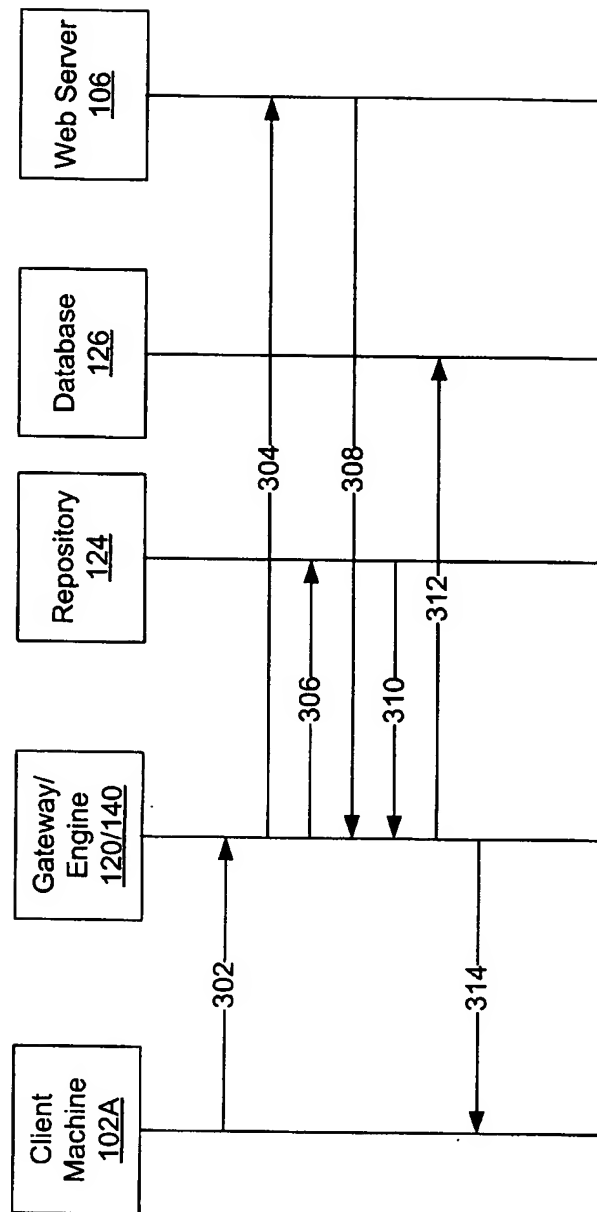 Client
Machine
102A
Gateway/
Engine
120/140
Repository
124
Database
126
Web Server
106
302
304
306
308
310
312
314